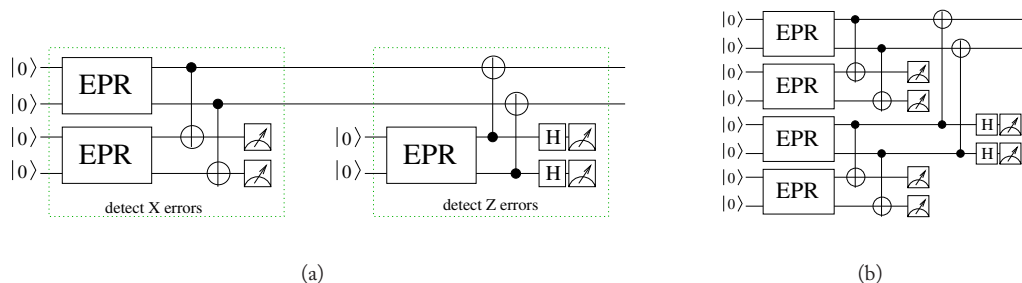 |0⟩
|0⟩
EPR
|0⟩
|0⟩
EPR
detect X errors
|0⟩
|0⟩
EPR
H
H
detect Z errors
(a)
|0⟩
|0⟩
EPR
|0⟩
|0⟩
EPR
|0⟩
|0⟩
EPR
H
H
|0⟩
|0⟩
EPR
(b)